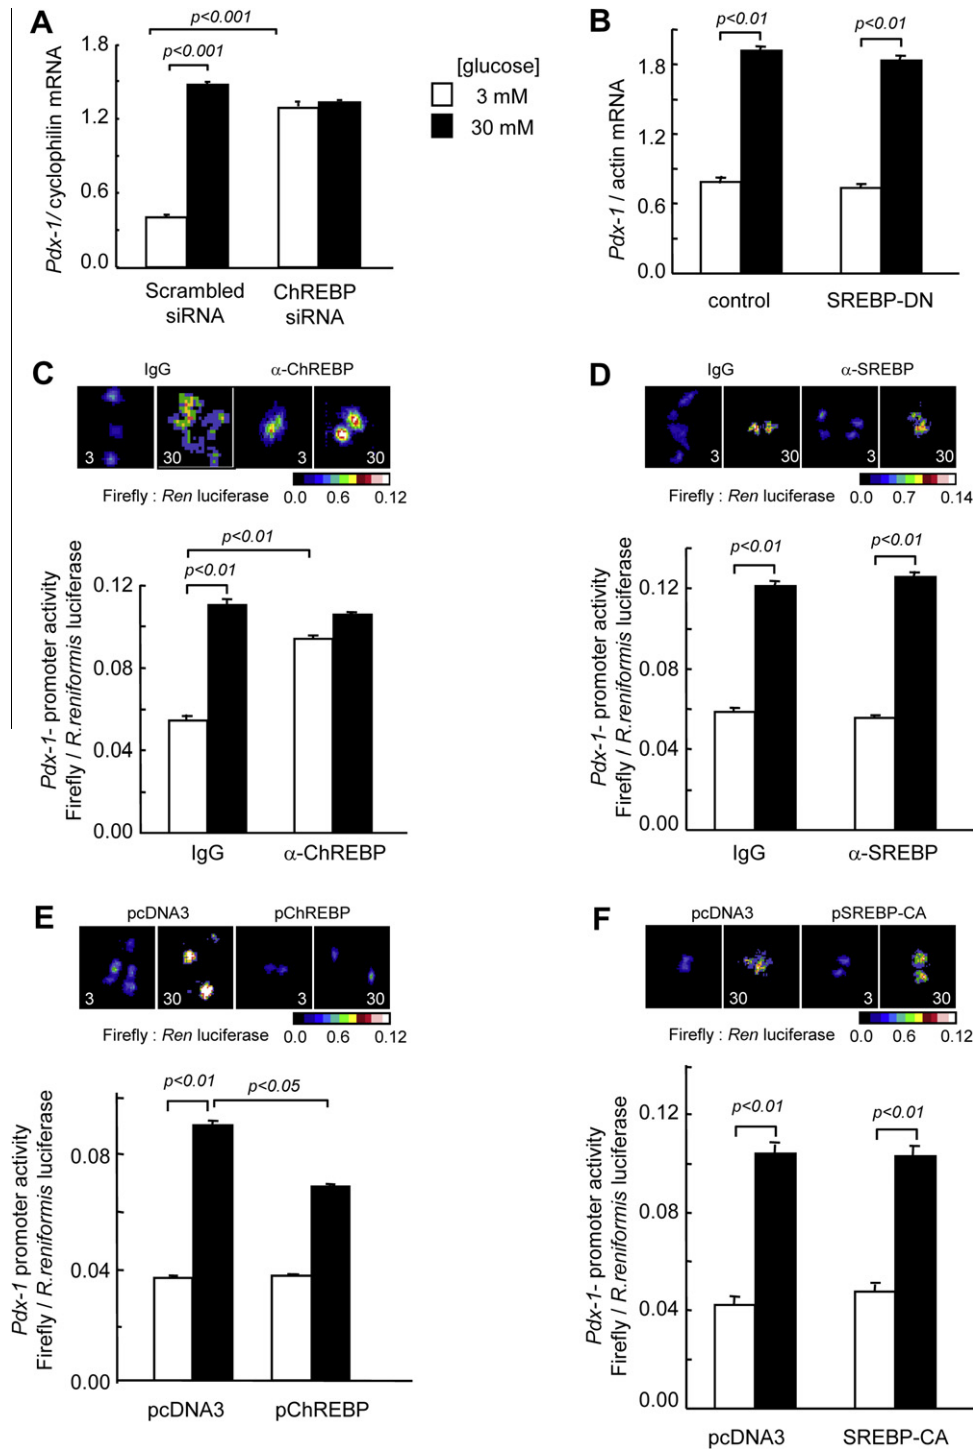 A
p<0.001
p<0.001
1.8
1.2
0.6
0.0
Pdx-1/ cyclophilin mRNA
Scrambled
siRNA
ChREBP
siRNA
[glucose]
3 mM
30 mM
B
p<0.01
p<0.01
1.8
1.2
0.6
0.0
Pdx-1 / actin mRNA
control
SREBP-DN
C
IgG
α-ChREBP
3
30
3
30
Firefly : Ren luciferase
0.0
0.6
0.12
p<0.01
p<0.01
0.12
0.08
0.04
0.00
Pdx-1- promoter activity
Firefly / R.reniformis luciferase
IgG
α-ChREBP
D
IgG
α-SREBP
3
30
3
30
Firefly : Ren luciferase
0.0
0.7
0.14
p<0.01
p<0.01
0.12
0.08
0.04
0.00
Pdx-1- promoter activity
Firefly / R.reniformis luciferase
IgG
α-SREBP
E
pcDNA3
pChREBP
3
30
3
30
Firefly : Ren luciferase
0.0
0.6
0.12
p<0.01
p<0.05
0.08
0.04
0.00
Pdx-1 promoter activity
Firefly / R.reniformis luciferase
pcDNA3
pChREBP
F
pcDNA3
pSREBP-CA
30
3
30
Firefly : Ren luciferase
0.0
0.6
0.12
p<0.01
p<0.01
0.12
0.08
0.04
0.00
Pdx-1- promoter activity
Firefly / R.reniformis luciferase
pcDNA3
SREBP-CA